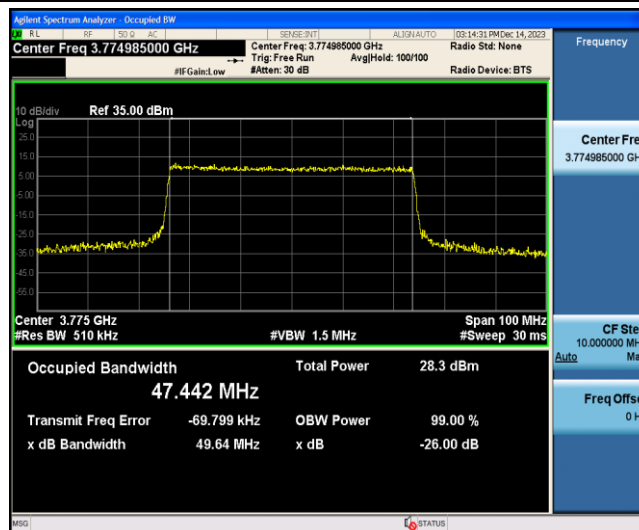 Agilent Spectrum Analyzer - Occupied BW
RL RF 50 Ω AC SENSE:INT ALIGN AUTO 03:14:31 PM Dec 14, 2023
Center Freq 3.774985000 GHz
Center Freq: 3.774985000 GHz
Radio Std: None
Trig: Free Run Avg|Hold: 100/100
#IFGain:Low #Atten: 30 dB Radio Device: BTS
10 dB/div Ref 35.00 dBm
Log
25.0
15.0
5.00
-5.00
-15.0
-25.0
-35.0
-45.0
-55.0
Center 3.775 GHz Span 100 MHz
#Res BW 510 kHz #VBW 1.5 MHz #Sweep 30 ms
Occupied Bandwidth Total Power 28.3 dBm
47.442 MHz
Transmit Freq Error -69.799 kHz OBW Power 99.00 %
x dB Bandwidth 49.64 MHz x dB -26.00 dB
MSG STATUS
Frequency
Center Fre
3.774985000 GH
CF Ste
10.000000 MH
Auto Ma
Freq Offse
0 H